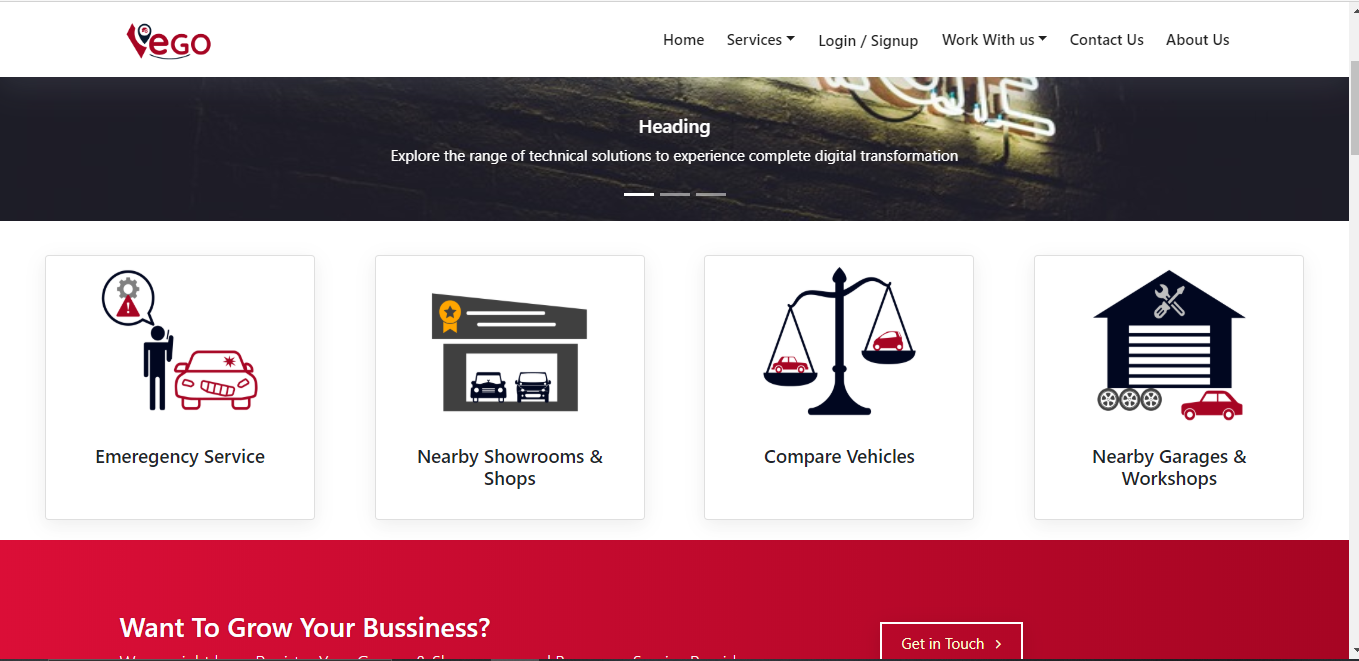 Vego
Home Services Login / Signup Work With us Contact Us About Us
Heading
Explore the range of technical solutions to experience complete digital transformation
Emeregency Service
Nearby Showrooms &
Shops
Compare Vehicles
Nearby Garages &
Workshops
Want To Grow Your Bussiness?
Get in Touch